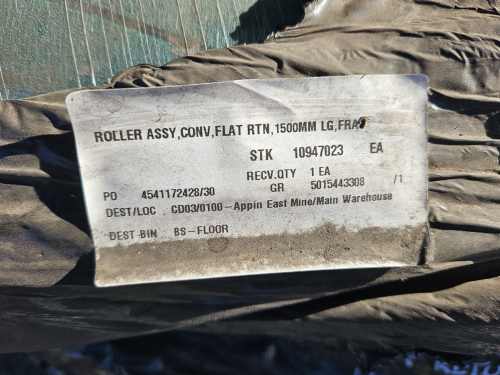 ROLLER ASSY,CONV,FLAT RTN,1500MM LG,FRA
STK 10947023 EA
RECV.QTY 1 EA
PO 4541172428/30 GR 5015443308 /1
DEST/LOC . CD03/0100-Appin East Mine/Main Warehouse
DEST-BIN BS-FLOOR